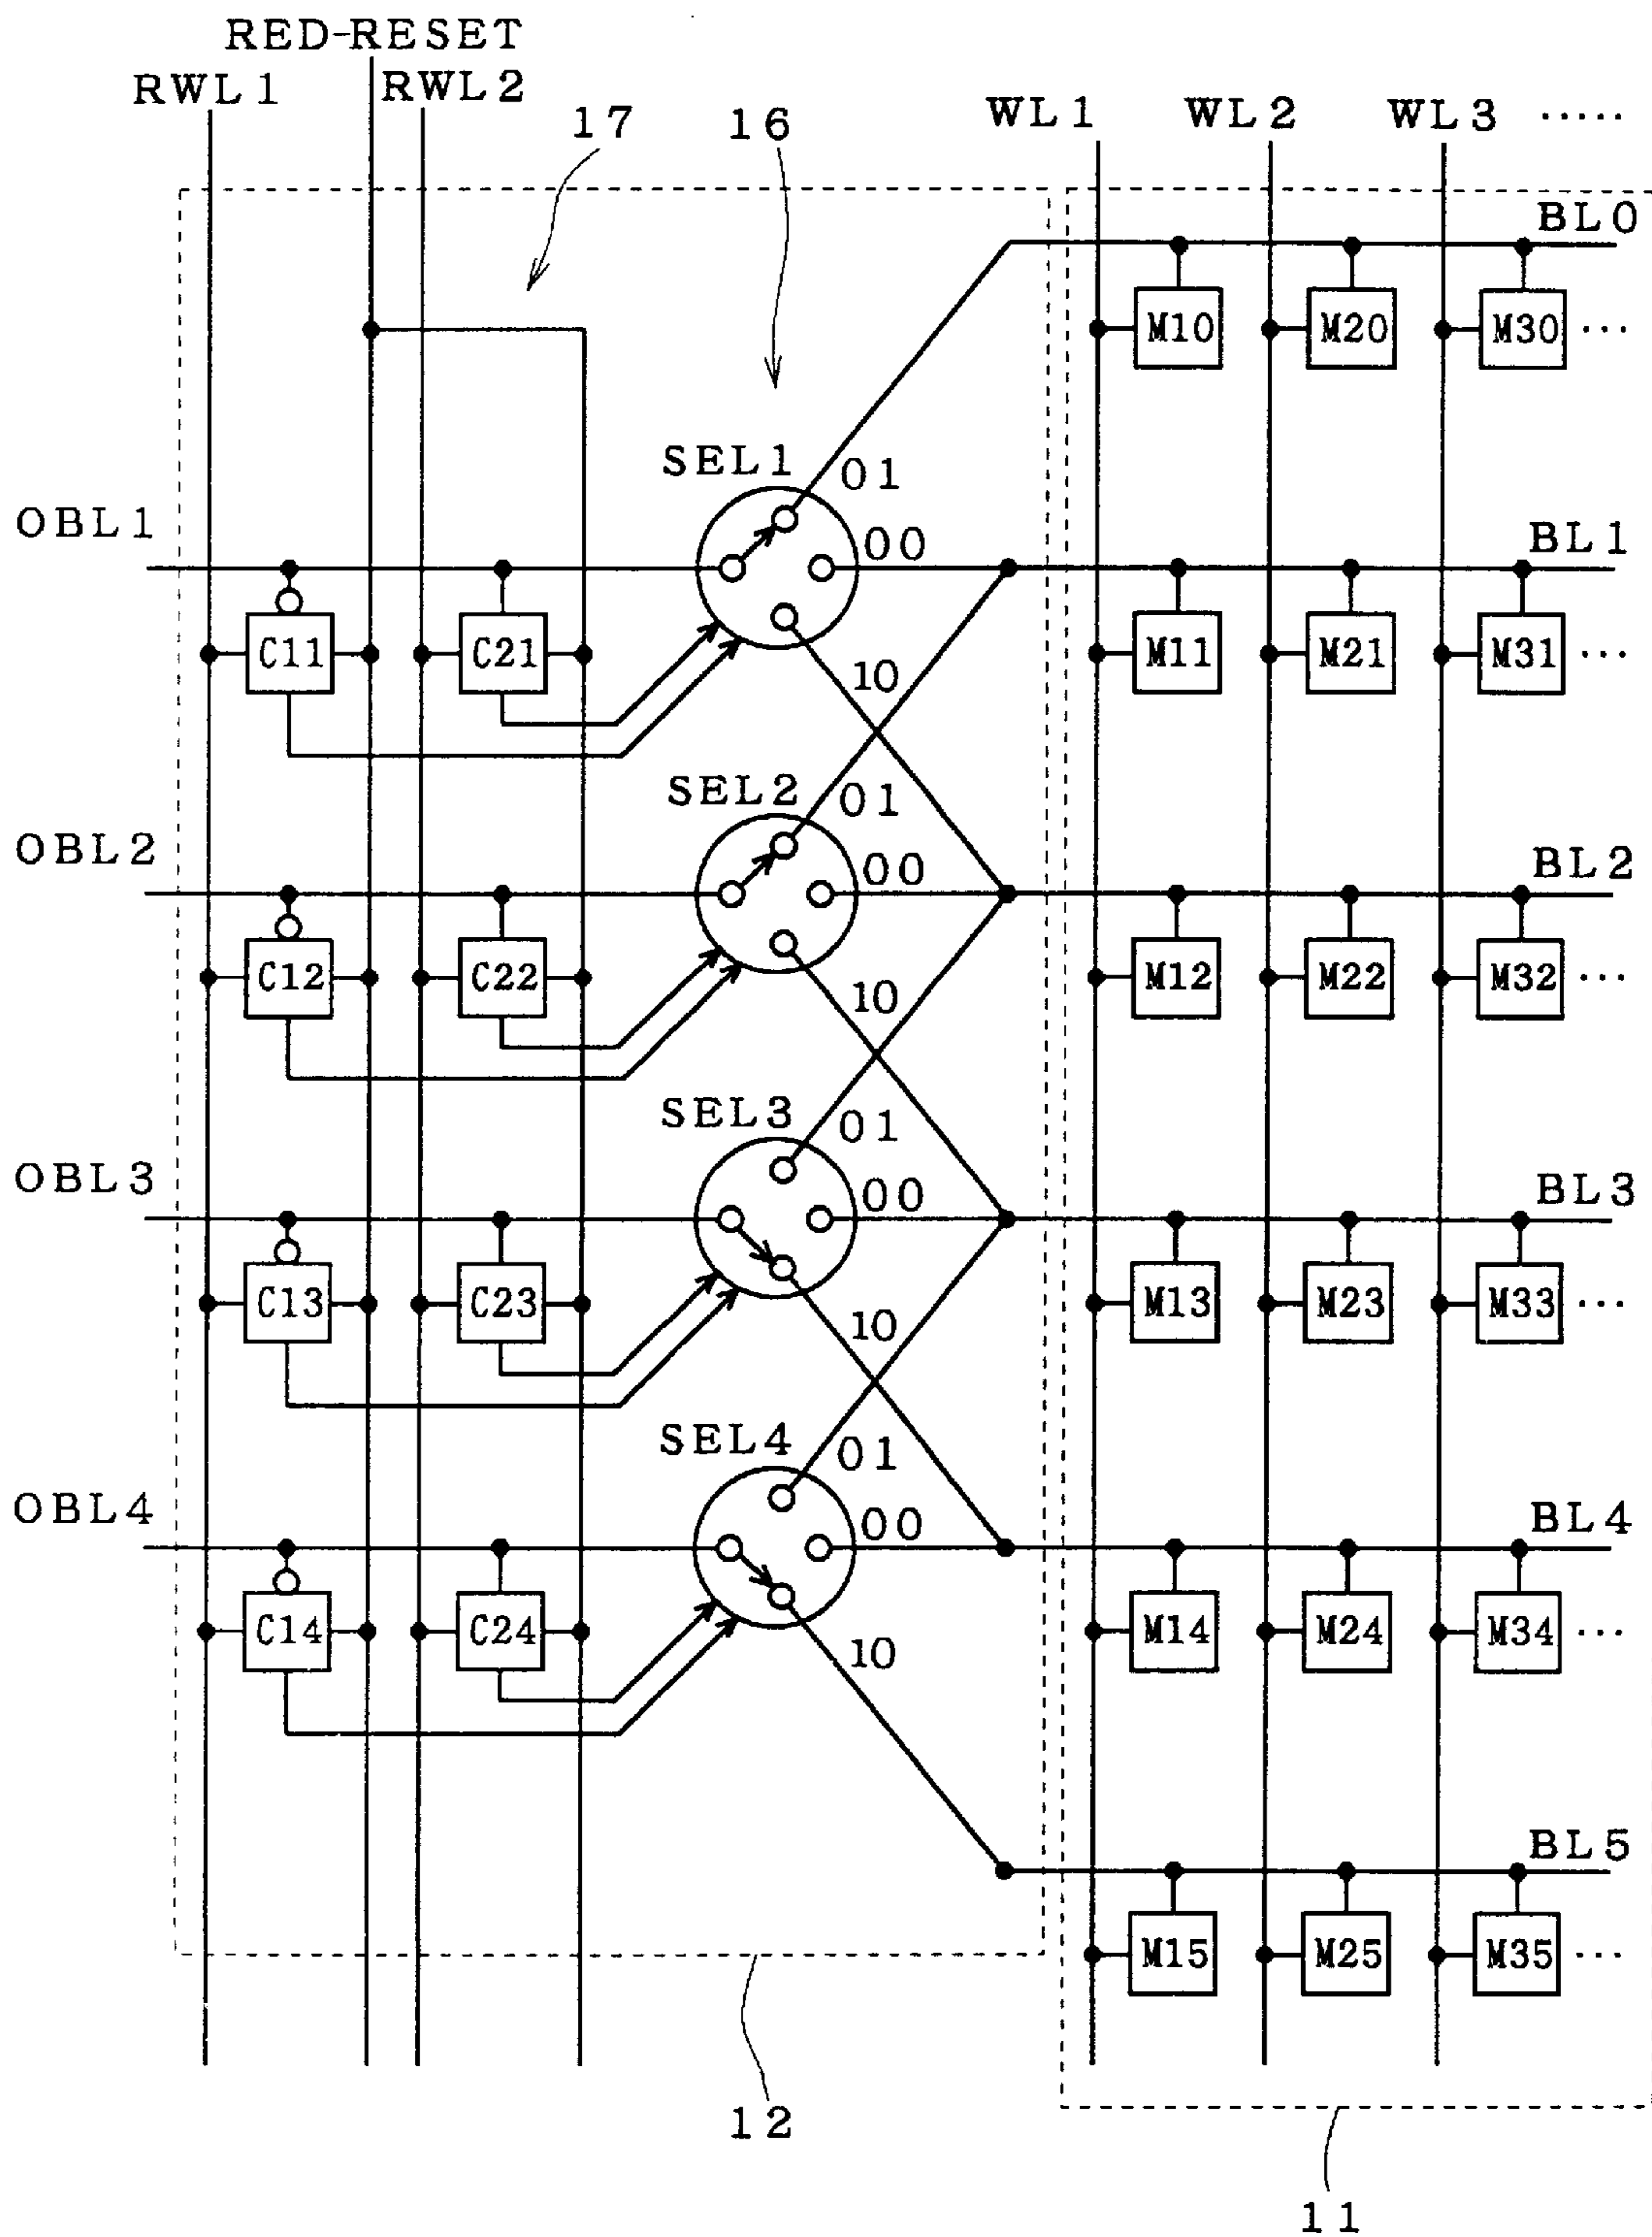 RED-RESET
RWL1 RWL2
17 16 WL1 WL2 WL3 .....
BL0
M10 M20 M30 ...
SEL1 01
OBL1 00 BL1
C11 C21 M11 M21 M31 ...
10
SEL2 01
OBL2 00 BL2
C12 C22 M12 M22 M32 ...
10
SEL3 01
OBL3 00 BL3
C13 C23 M13 M23 M33 ...
10
SEL4 01
OBL4 00 BL4
C14 C24 M14 M24 M34 ...
10
BL5
M15 M25 M35 ...
12
11